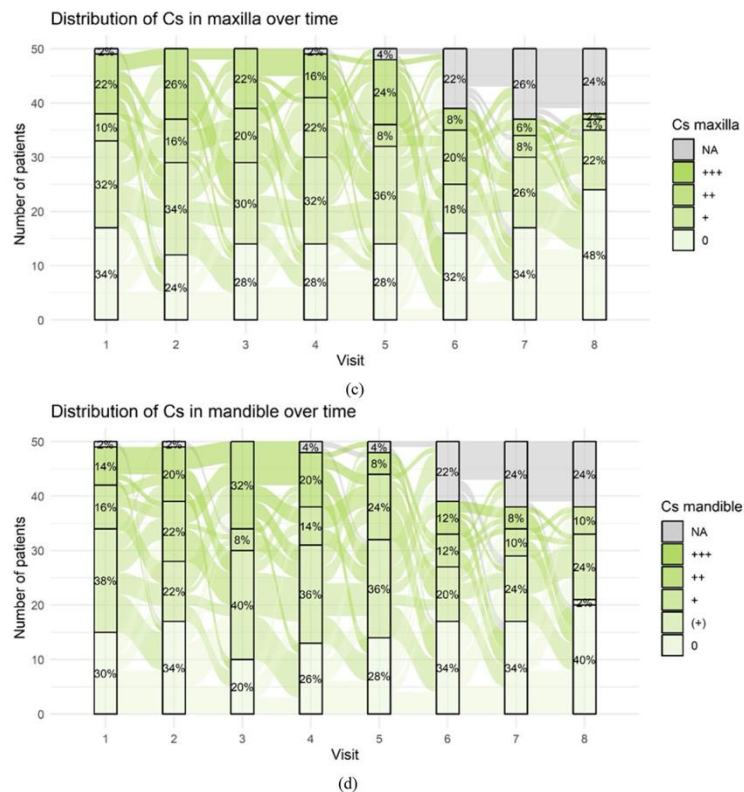 Distribution of Cs in maxilla over time
50
40
30
20
10
0
Number of patients
2% 22% 10% 32% 34%
26% 16% 34% 24%
22% 20% 30% 28%
2% 16% 22% 32% 28%
4% 24% 8% 36% 28%
22% 8% 20% 18% 32%
26% 6% 8% 26% 34%
24% 2% 4% 22% 48%
1 2 3 4 5 6 7 8
Visit
Cs maxilla
NA
+++
++
+
0
(c)
Distribution of Cs in mandible over time
50
40
30
20
10
0
Number of patients
2% 14% 16% 38% 30%
2% 20% 22% 22% 34%
32% 8% 40% 20%
4% 20% 14% 36% 26%
4% 8% 24% 36% 28%
22% 12% 12% 20% 34%
24% 8% 10% 24% 34%
24% 10% 24% 2% 40%
1 2 3 4 5 6 7 8
Visit
Cs mandible
NA
+++
++
+
(+)
0
(d)